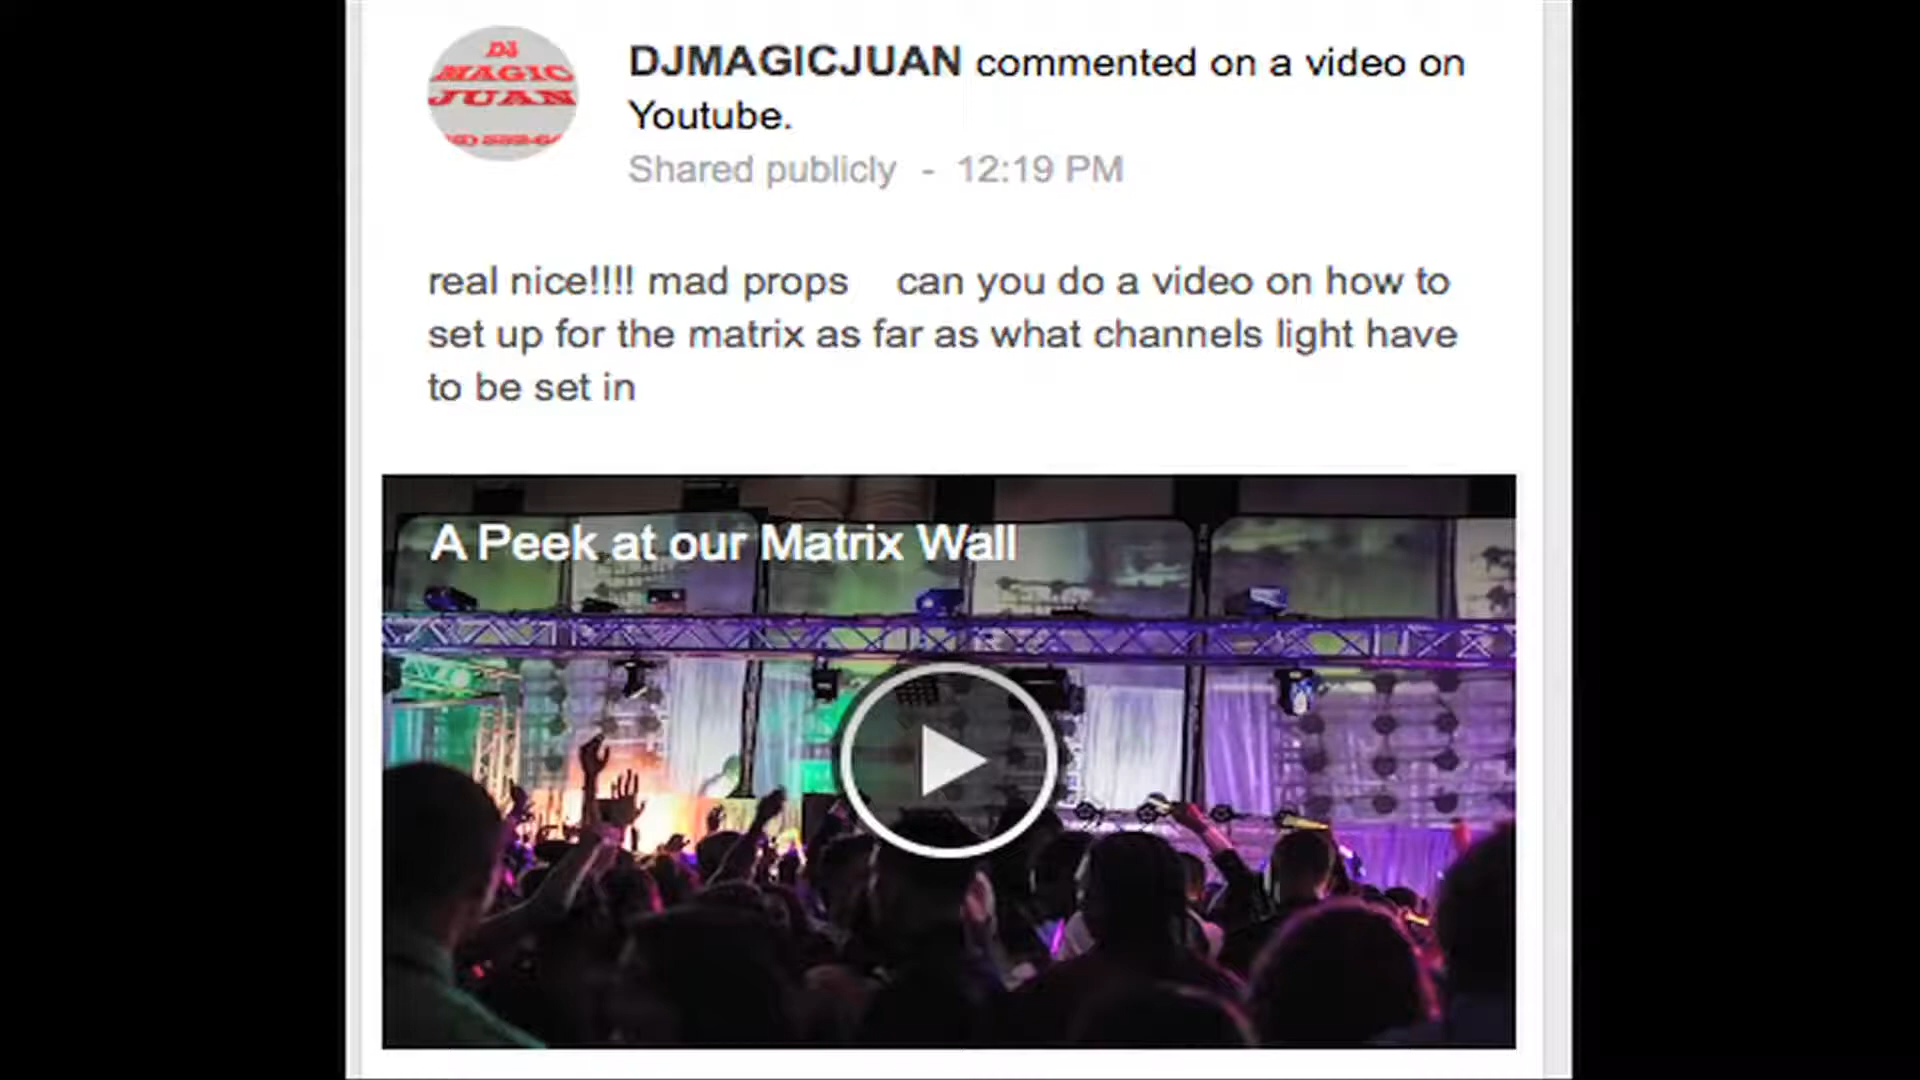 DJ
MAGIC
JUAN
DJMAGICJUAN commented on a video on
Youtube.
Shared publicly - 12:19 PM
real nice!!!! mad props can you do a video on how to
set up for the matrix as far as what channels light have
to be set in
A Peek at our Matrix Wall